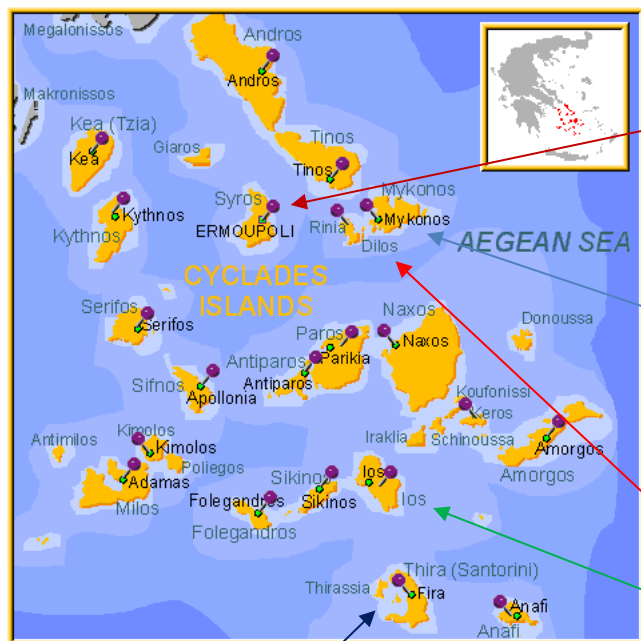 Megalonissos
Andros
Andros
Makronissos
Kea (Tzia)
Kea
Giaros
Tinos
Tinos
Syros
Mykonos
Kythnos
ERMOUPOLI
Rinia
Mykonos
Kythnos
Dilos
AEGEAN SEA
CYCLADES
ISLANDS
Serifos
Serifos
Naxos
Donoussa
Paros
Naxos
Antiparos
Parikia
Sifnos
Antiparos
Apollonia
Koufonissi
Keros
Kimolos
Iraklia
Schinoussa
Antimilos
Kimolos
Amorgos
Poliegos
Sikinos
Ios
Amorgos
Adamas
Folegandres
Sikinos
Ios
Milos
Folegandros
Thira (Santorini)
Thirassia
Fira
Anafi
Anafi